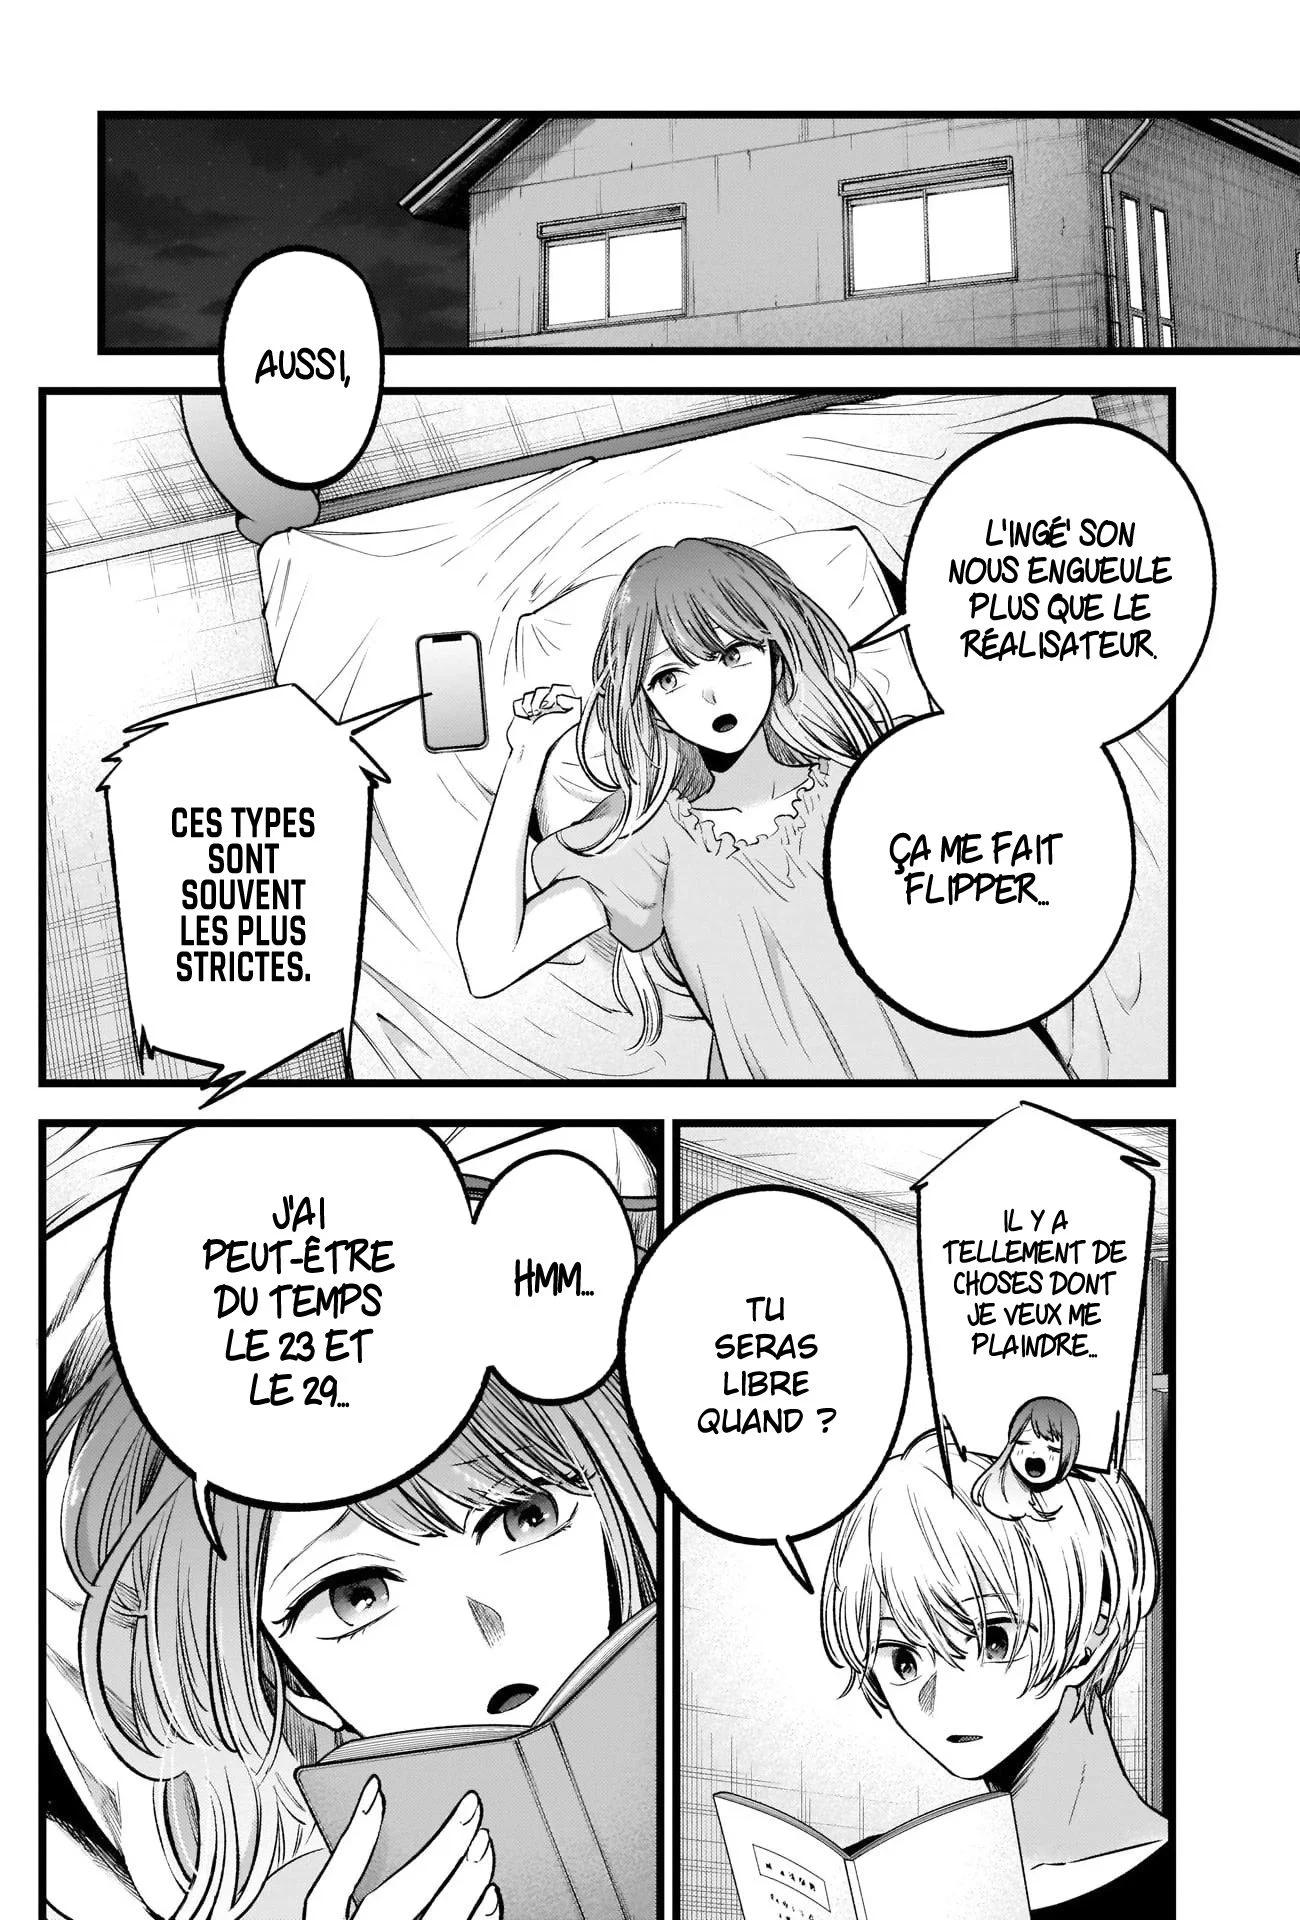 AUSSI,
L'INGÉ' SON
NOUS ENGUEULE
PLUS QUE LE
RÉALISATEUR.
ÇA ME FAIT
FLIPPER...
CES TYPES
SONT
SOUVENT
LES PLUS
STRICTES.
IL Y A
TELLEMENT DE
CHOSES DONT
JE VEUX ME
PLAINDRE...
TU
SERAS
LIBRE
QUAND ?
HMM...
J'AI
PEUT-ÊTRE
DU TEMPS
LE 23 ET
LE 29...